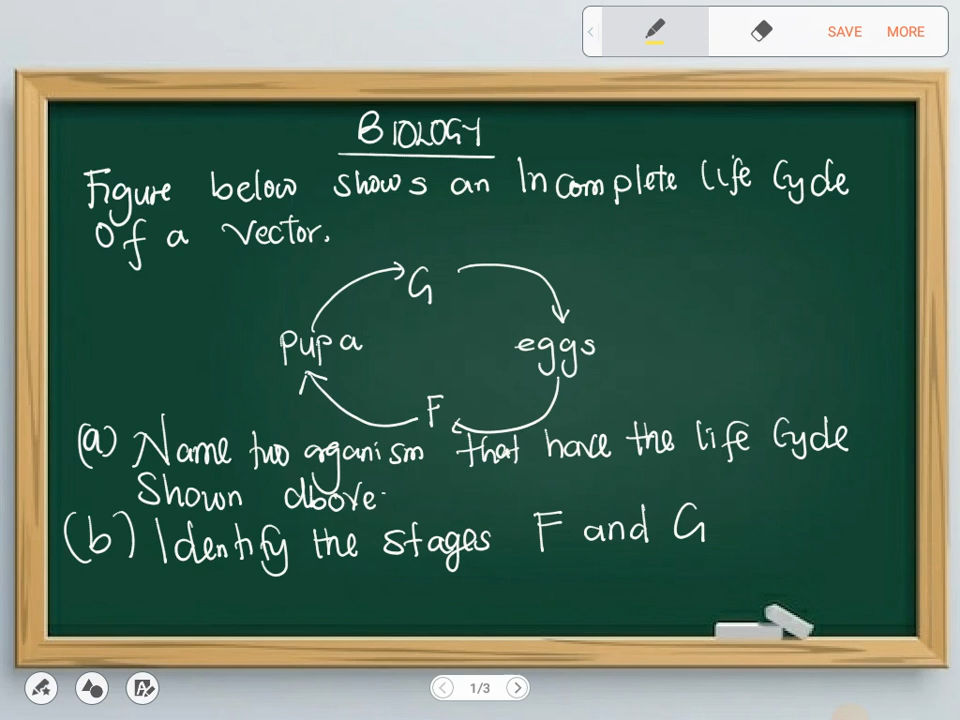 SAVE MORE
BIOLOGY
Figure below shows an Incomplete life Cycle
Of a vector.
G
pupa eggs
F
(a) Name two organism that have the life Cycle
Shown above.
(b) Identify the stages F and G
1/3